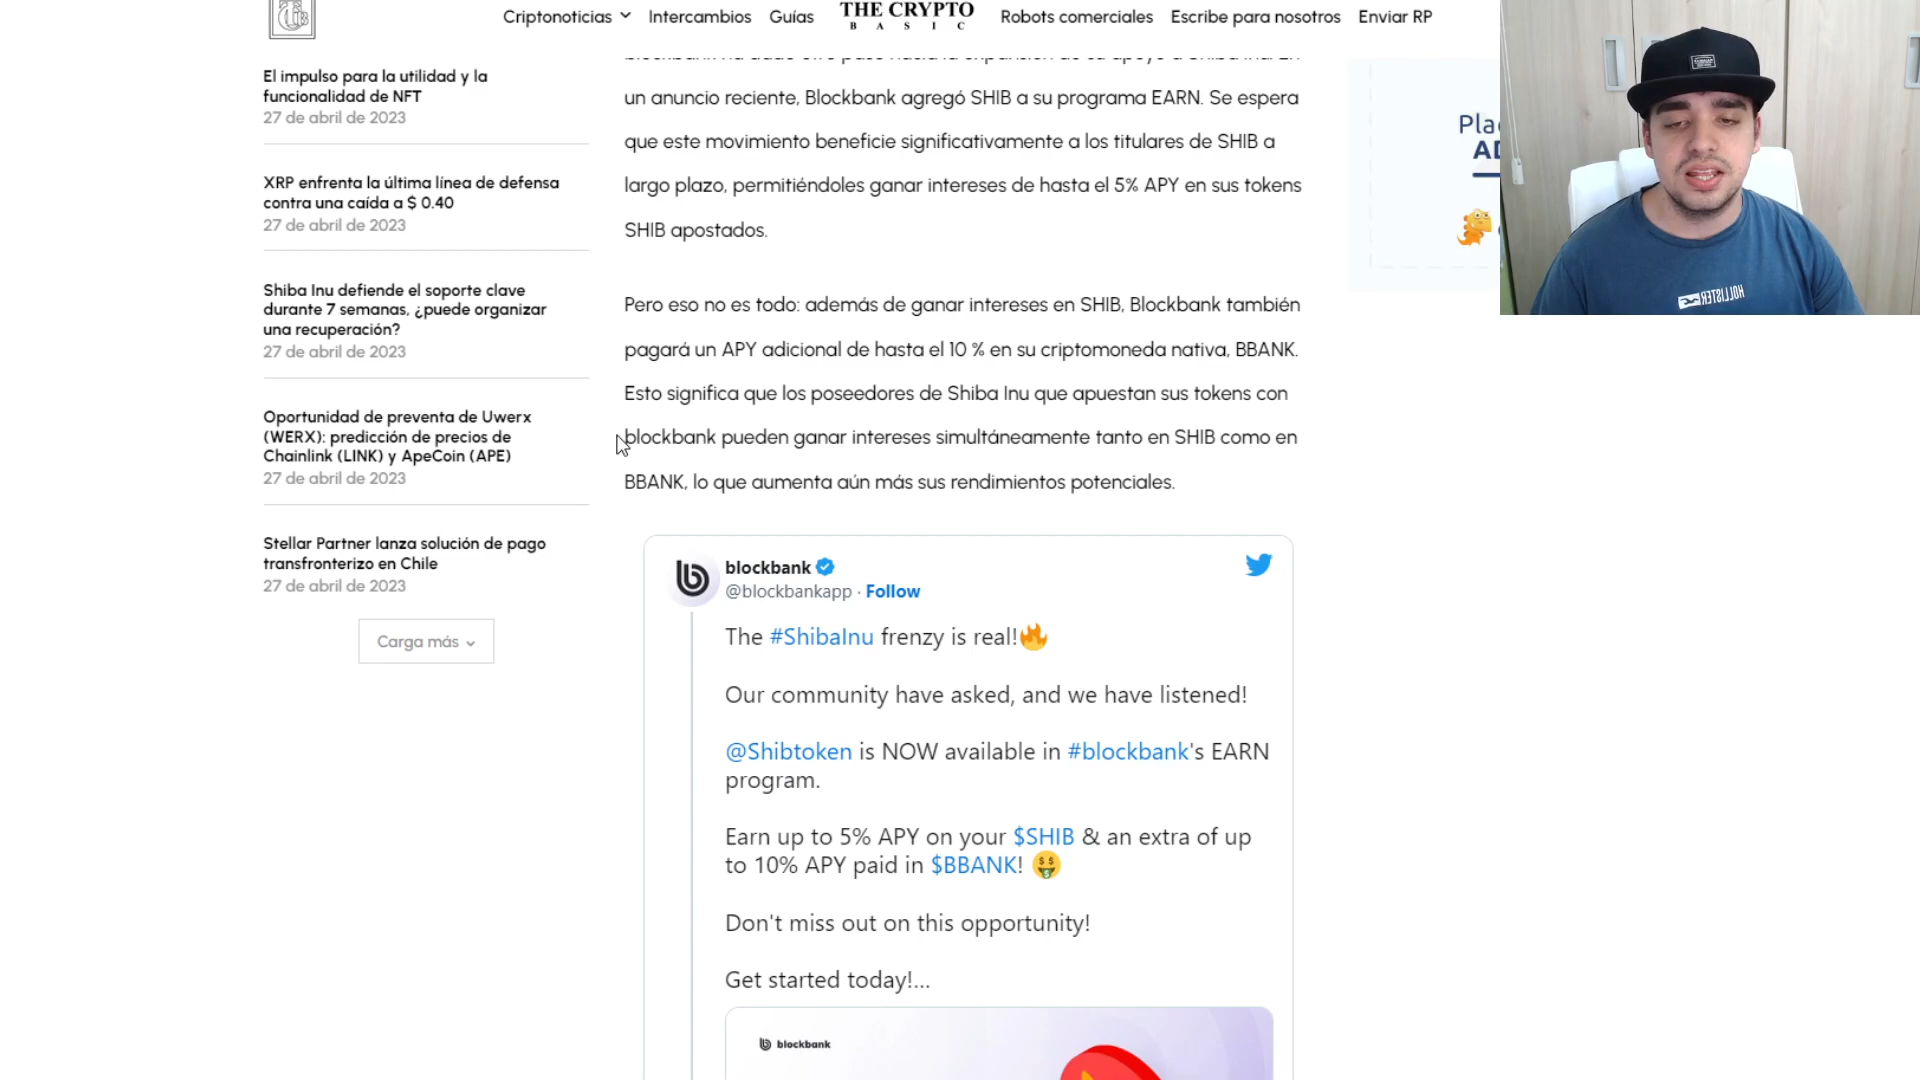 Criptonoticias
Intercambios
Guías
THE CRYPTO
BASIC
Robots comerciales
Escribe para nosotros
Enviar RP
El impulso para la utilidad y la
funcionalidad de NFT
27 de abril de 2023
XRP enfrenta la última línea de defensa
contra una caída a $ 0.40
27 de abril de 2023
Shiba Inu defiende el soporte clave
durante 7 semanas, ¿puede organizar
una recuperación?
27 de abril de 2023
Oportunidad de preventa de Uwerx
(WERX): predicción de precios de
Chainlink (LINK) y ApeCoin (APE)
27 de abril de 2023
Stellar Partner lanza solución de pago
transfronterizo en Chile
27 de abril de 2023
Carga más
un anuncio reciente, Blockbank agregó SHIB a su programa EARN. Se espera
que este movimiento beneficie significativamente a los titulares de SHIB a
largo plazo, permitiéndoles ganar intereses de hasta el 5% APY en sus tokens
SHIB apostados.
Pero eso no es todo: además de ganar intereses en SHIB, Blockbank también
pagará un APY adicional de hasta el 10 % en su criptomoneda nativa, BBANK.
Esto significa que los poseedores de Shiba Inu que apuestan sus tokens con
blockbank pueden ganar intereses simultáneamente tanto en SHIB como en
BBANK, lo que aumenta aún más sus rendimientos potenciales.
blockbank
@blockbankapp · Follow
The #ShibaInu frenzy is real!🔥
Our community have asked, and we have listened!
@Shibtoken is NOW available in #blockbank's EARN
program.
Earn up to 5% APY on your $SHIB & an extra of up
to 10% APY paid in $BBANK! 🤑
Don't miss out on this opportunity!
Get started today!...
blockbank
HOLLISTER